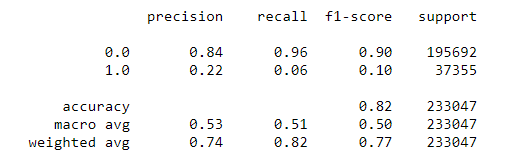 precision recall f1-score support
0.0 0.84 0.96 0.90 195692
1.0 0.22 0.06 0.10 37355
accuracy 0.82 233047
macro avg 0.53 0.51 0.50 233047
weighted avg 0.74 0.82 0.77 233047